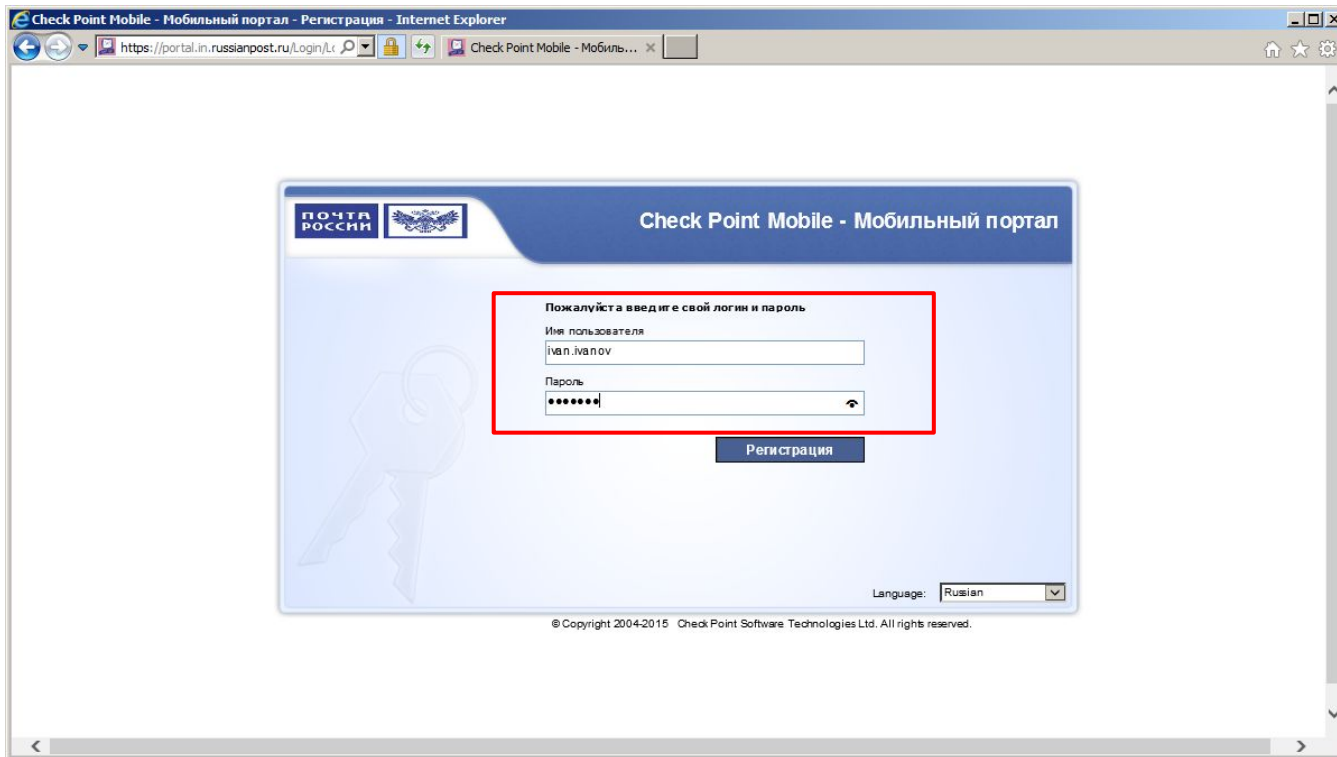 Check Point Mobile - Мобильный портал - Регистрация - Internet Explorer
https://portal.in.russianpost.ru/Login/Lo
Check Point Mobile - Мобиль...
ПОЧТА
РОССИИ
Check Point Mobile - Мобильный портал
Пожалуйста введите свой логин и пароль
Имя пользователя
ivan.ivanov
Пароль
•••••••
Регистрация
Language: Russian
© Copyright 2004-2015 Check Point Software Technologies Ltd. All rights reserved.